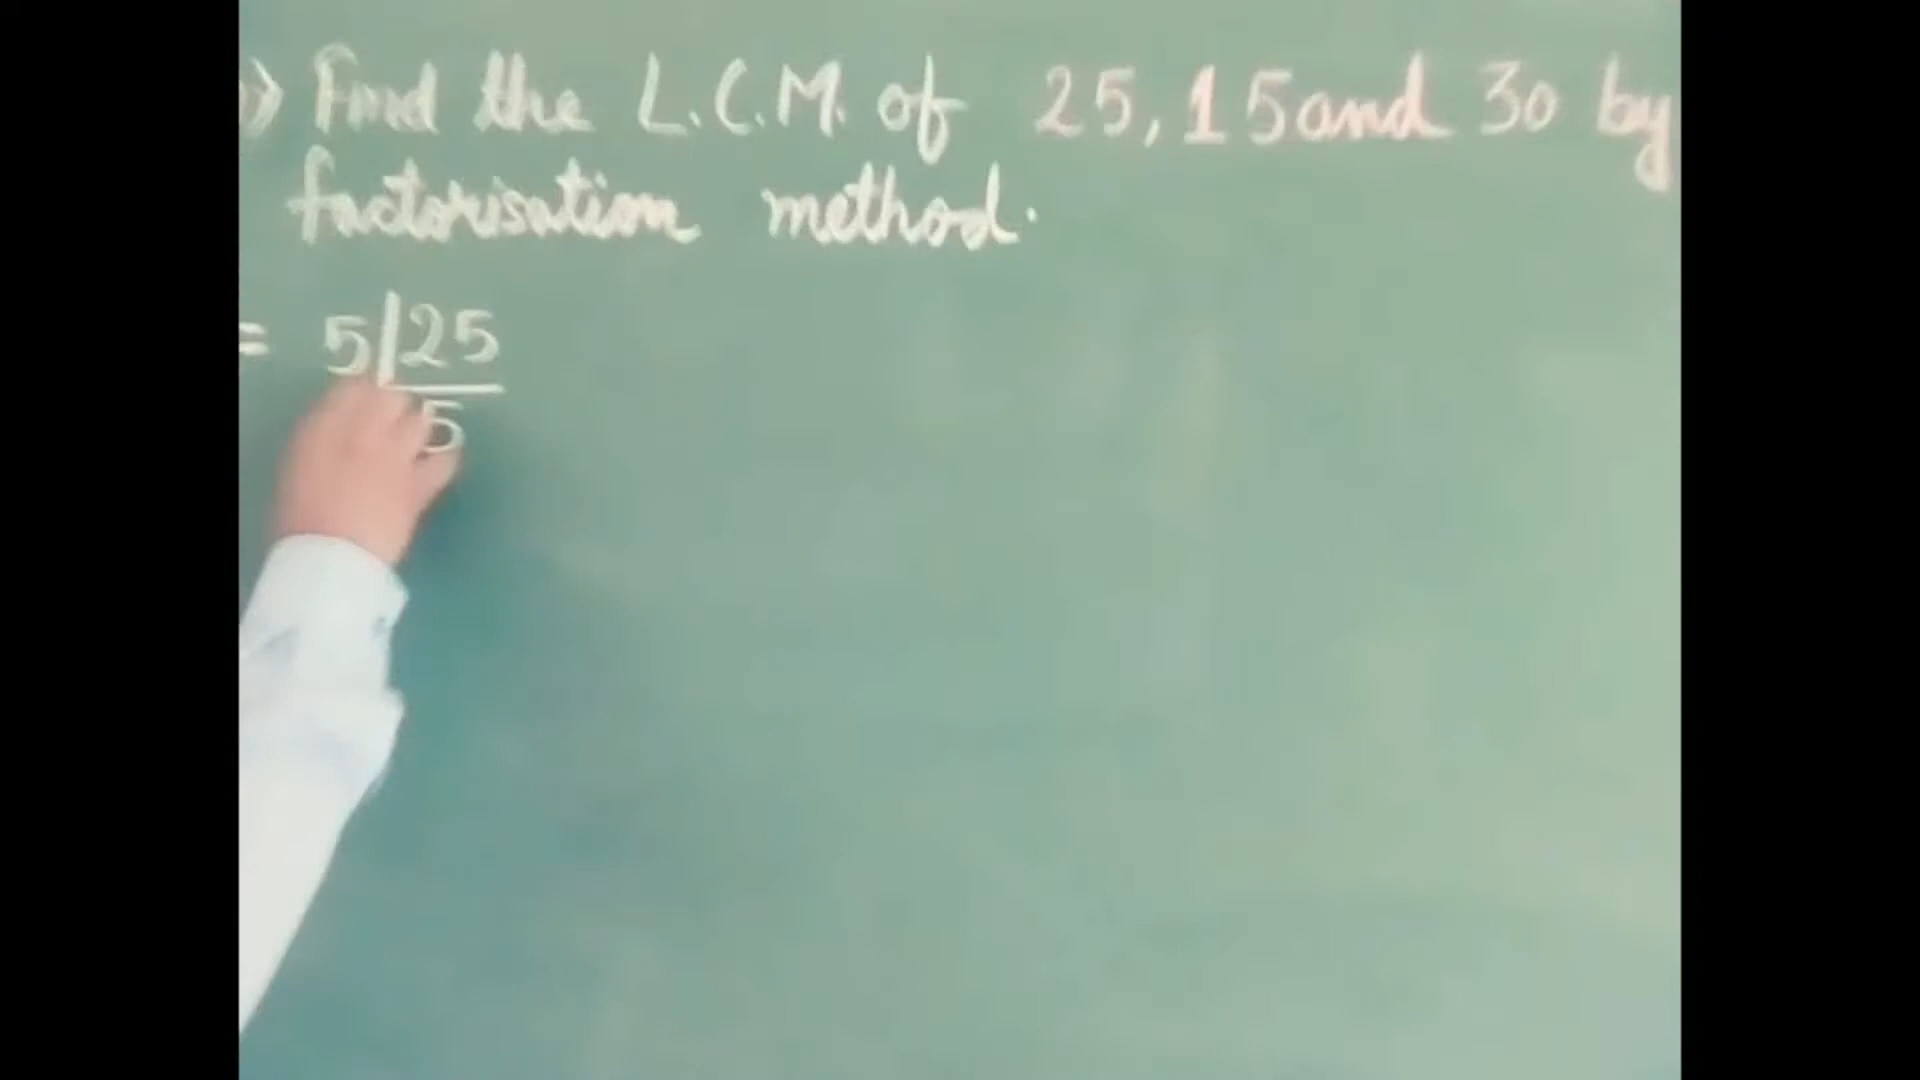 ) Find the L.C.M. of 25, 15 and 30 by
factorisation method.
= 5 | 25
5